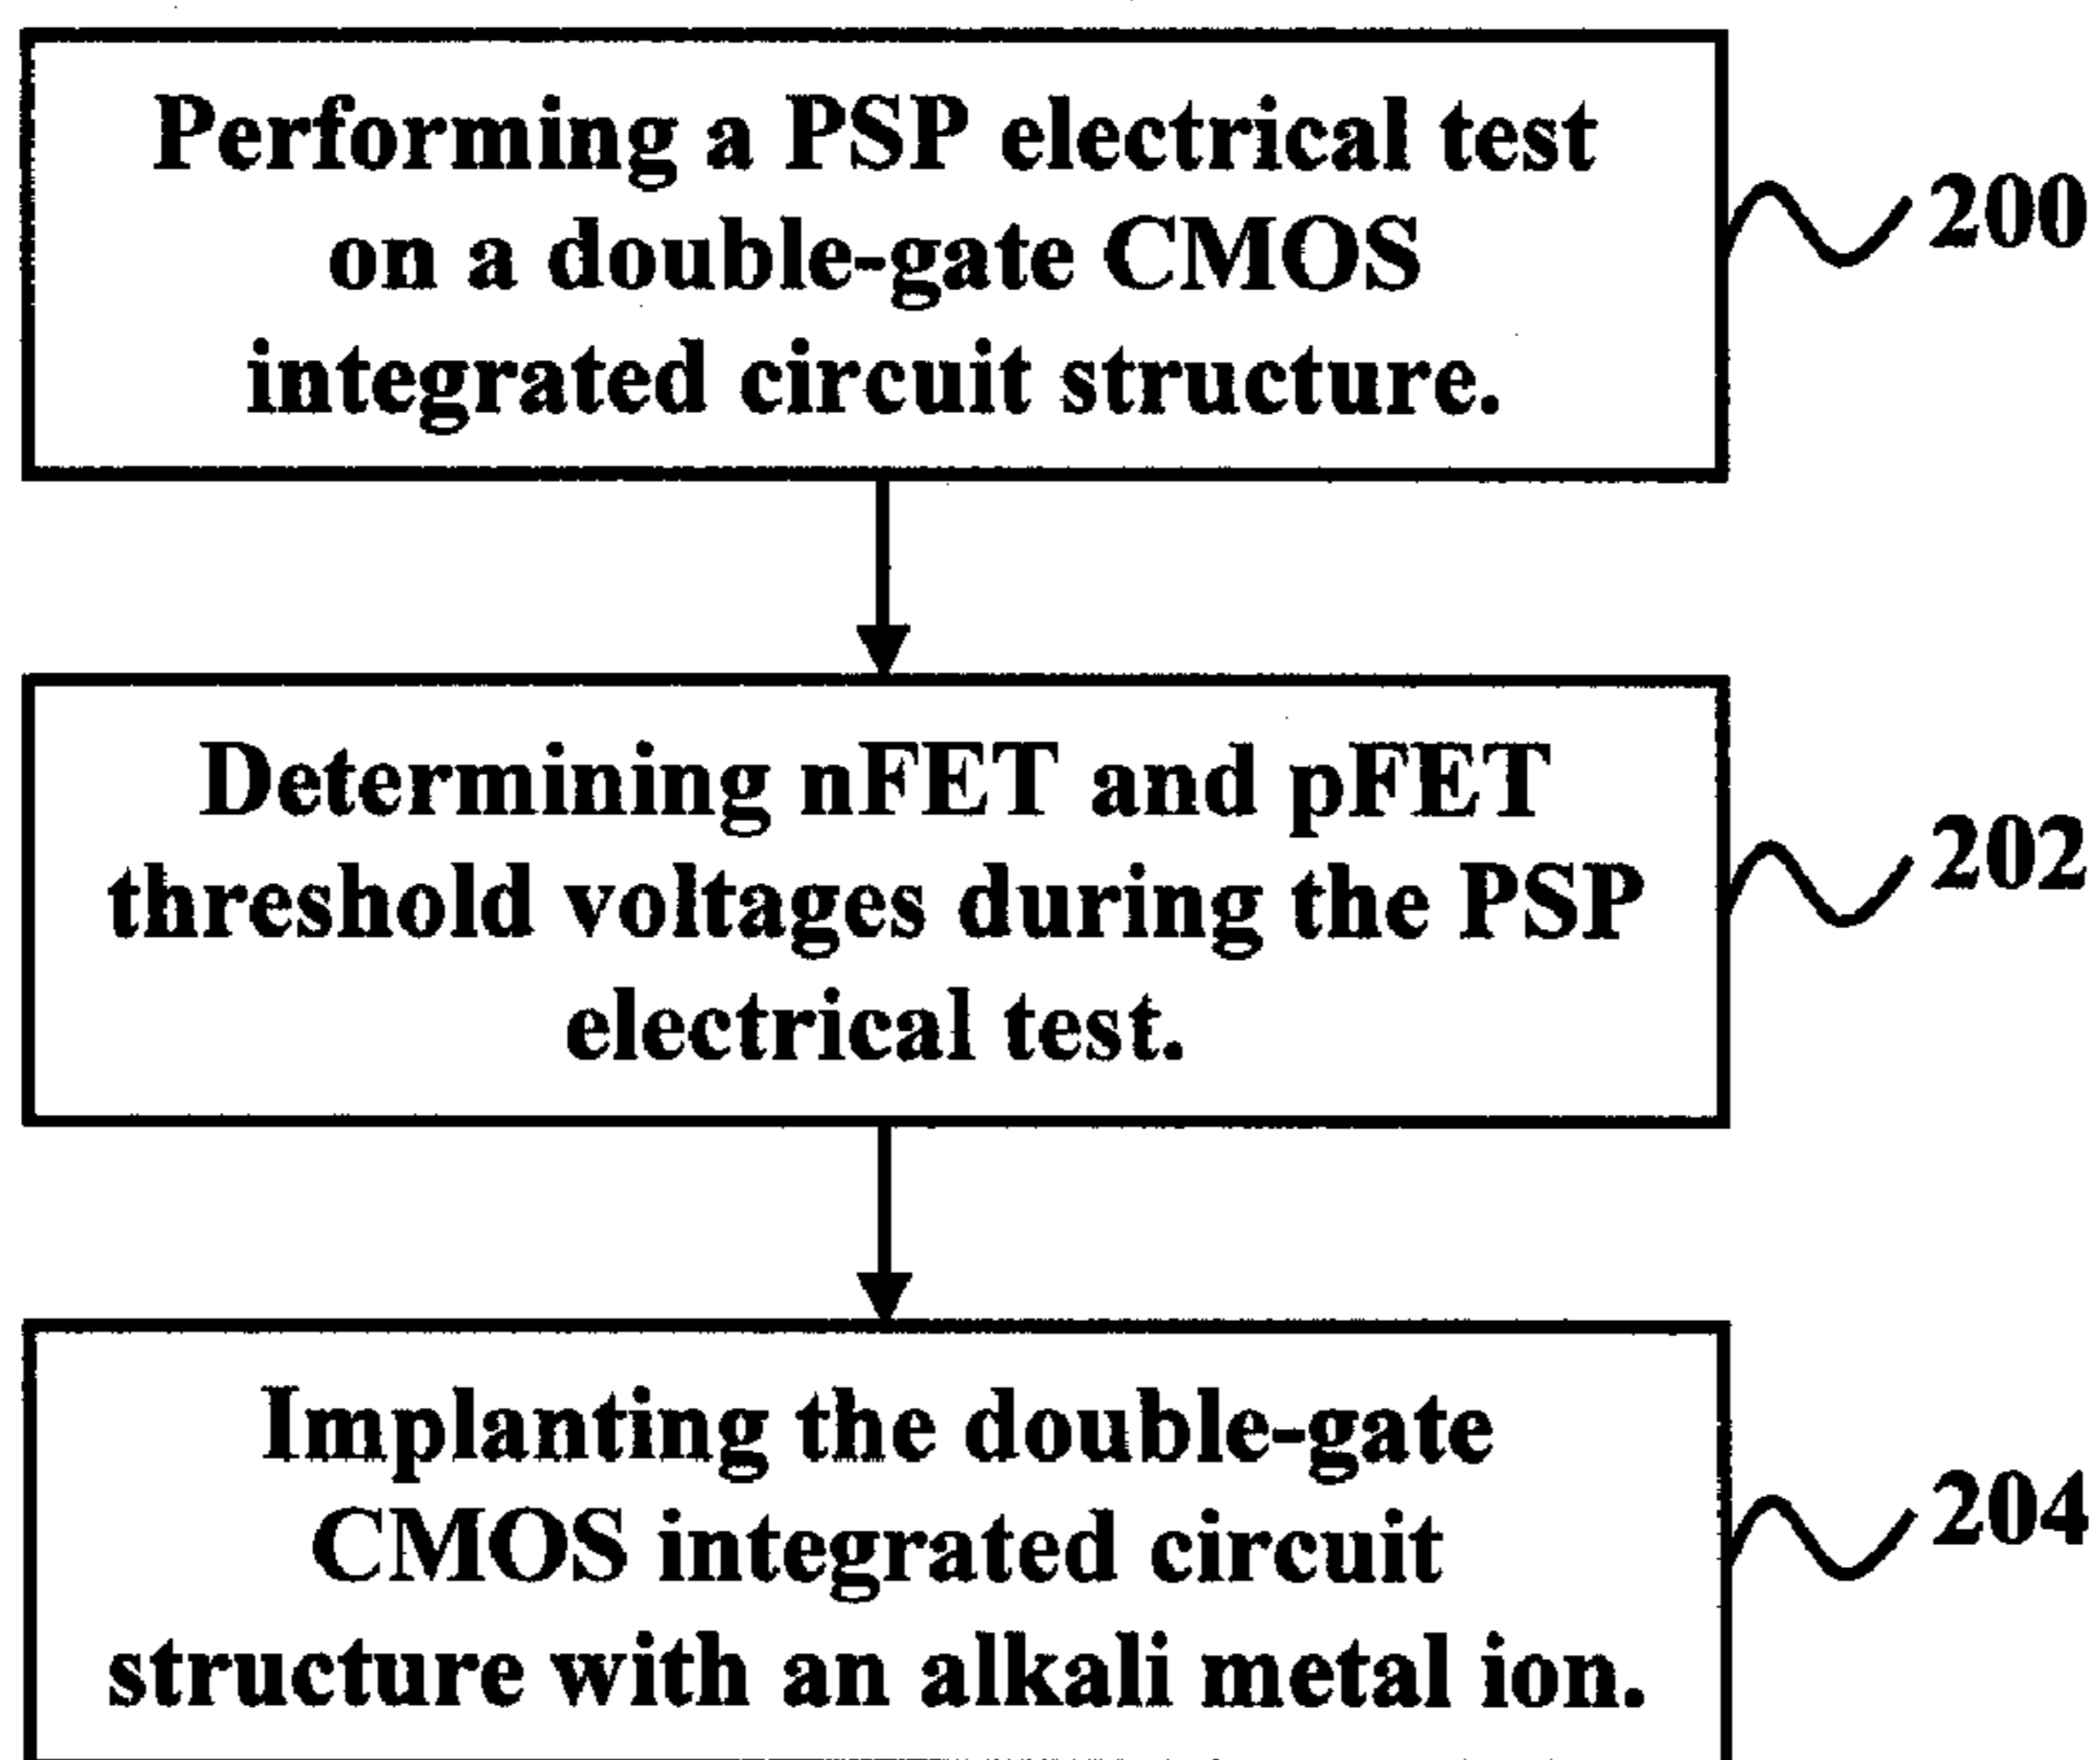 Performing a PSP electrical test
on a double-gate CMOS
integrated circuit structure.
200
Determining nFET and pFET
threshold voltages during the PSP
electrical test.
202
Implanting the double-gate
CMOS integrated circuit
structure with an alkali metal ion.
204